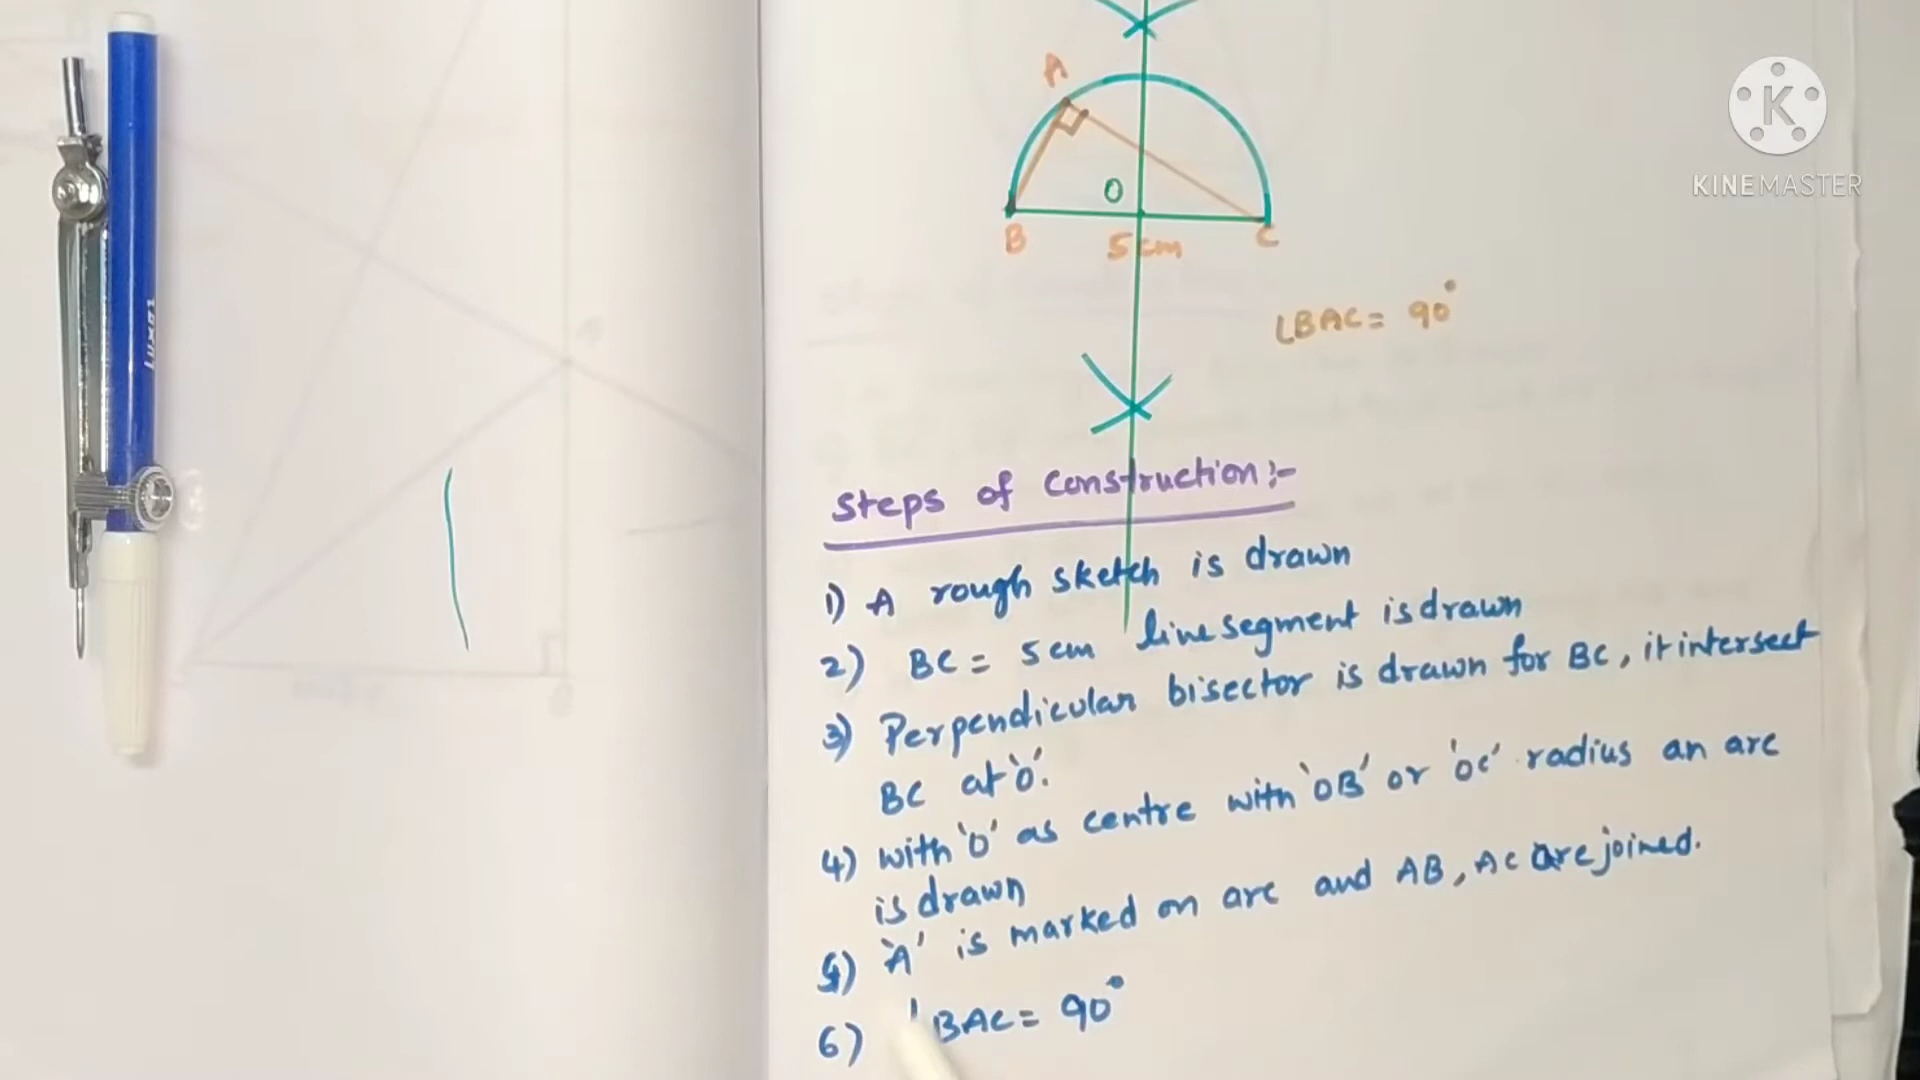 A
O
B
5cm
C
∟BAC = 90°
Steps of Construction:-
1) A rough sketch is drawn
2) BC = 5cm line segment is drawn
3) Perpendicular bisector is drawn for BC, it intersect
BC at 'O'.
4) with 'O' as centre with 'OB' or 'OC' radius an arc
is drawn
5) 'A' is marked on arc and AB, AC are joined.
6) ∟BAC = 90°
Luxor
K
KINEMASTER